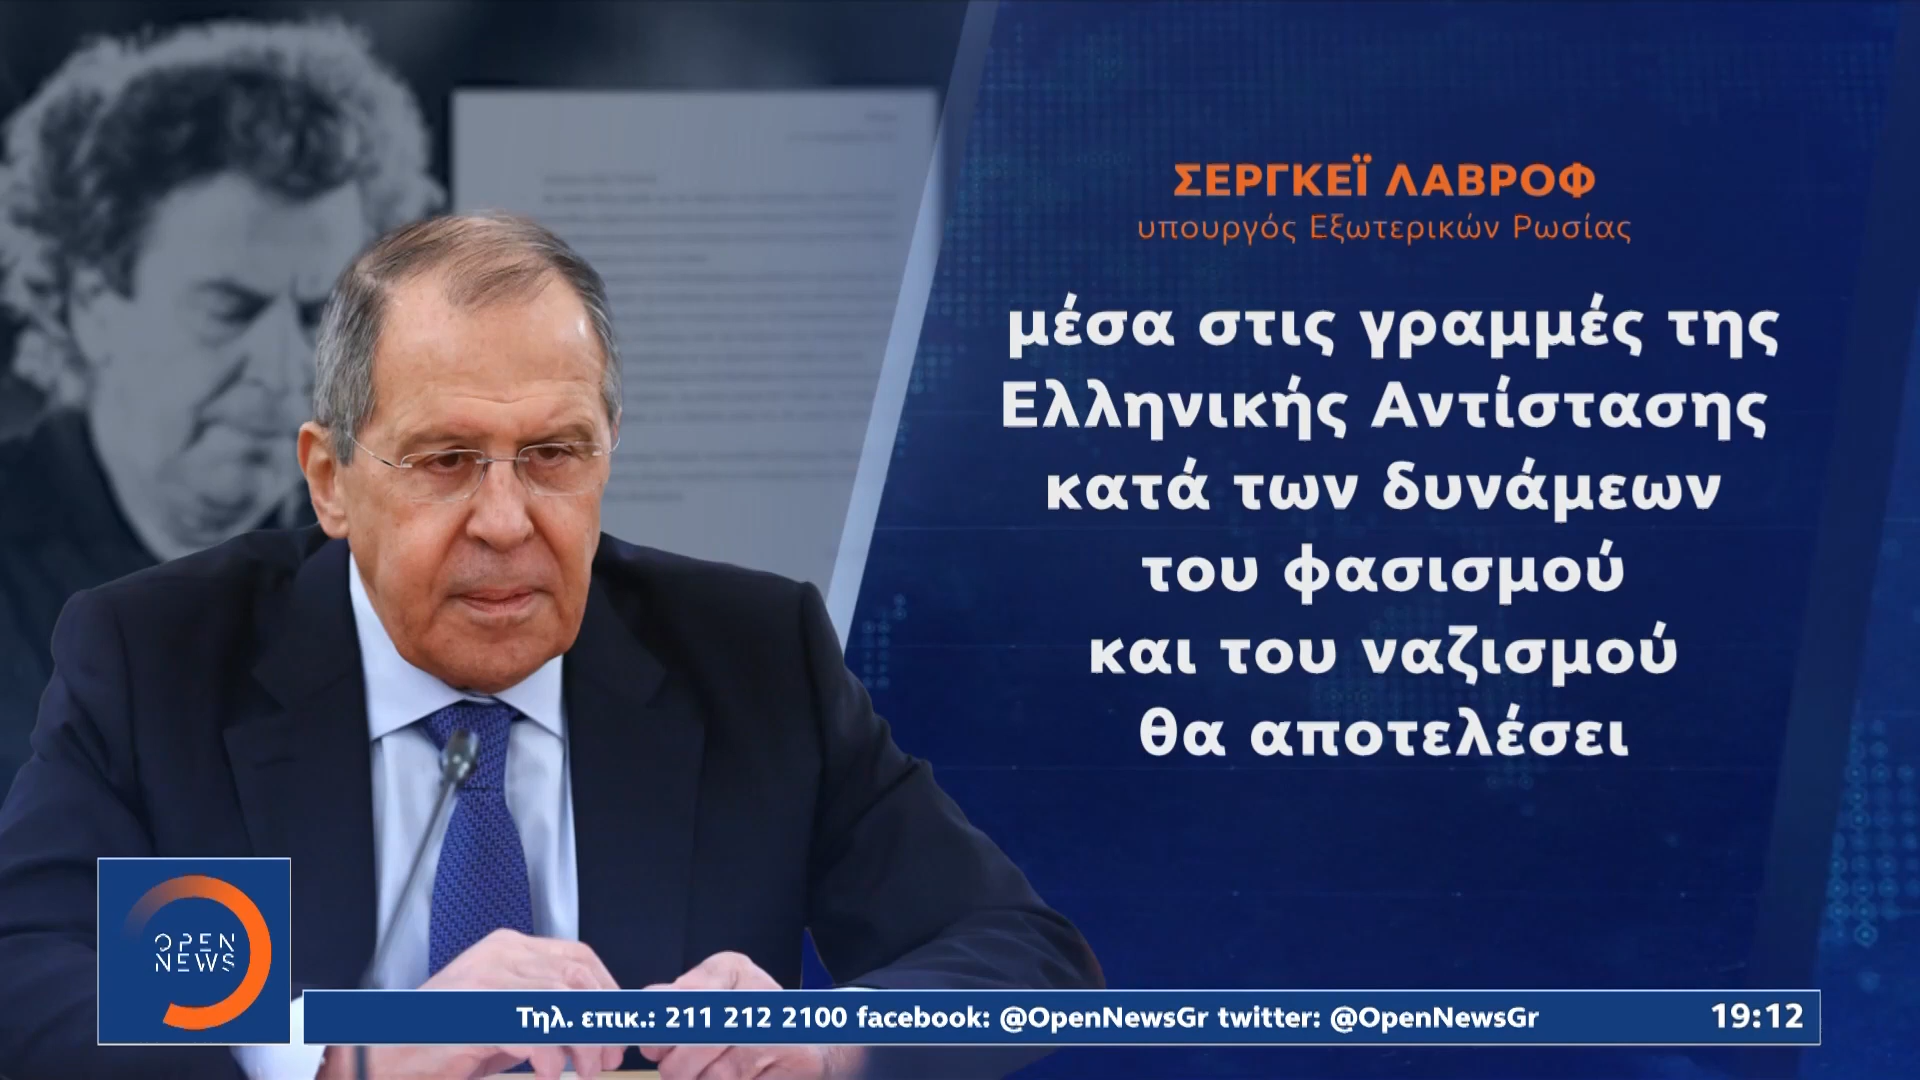 ΣΕΡΓΚΕΪ ΛΑΒΡΟΦ
υπουργός Εξωτερικών Ρωσίας
μέσα στις γραμμές της
Ελληνικής Αντίστασης
κατά των δυνάμεων
του φασισμού
και του ναζισμού
θα αποτελέσει
OPEN
NEWS
Τηλ. επικ.: 211 212 2100 facebook: @OpenNewsGr twitter: @OpenNewsGr
19:12